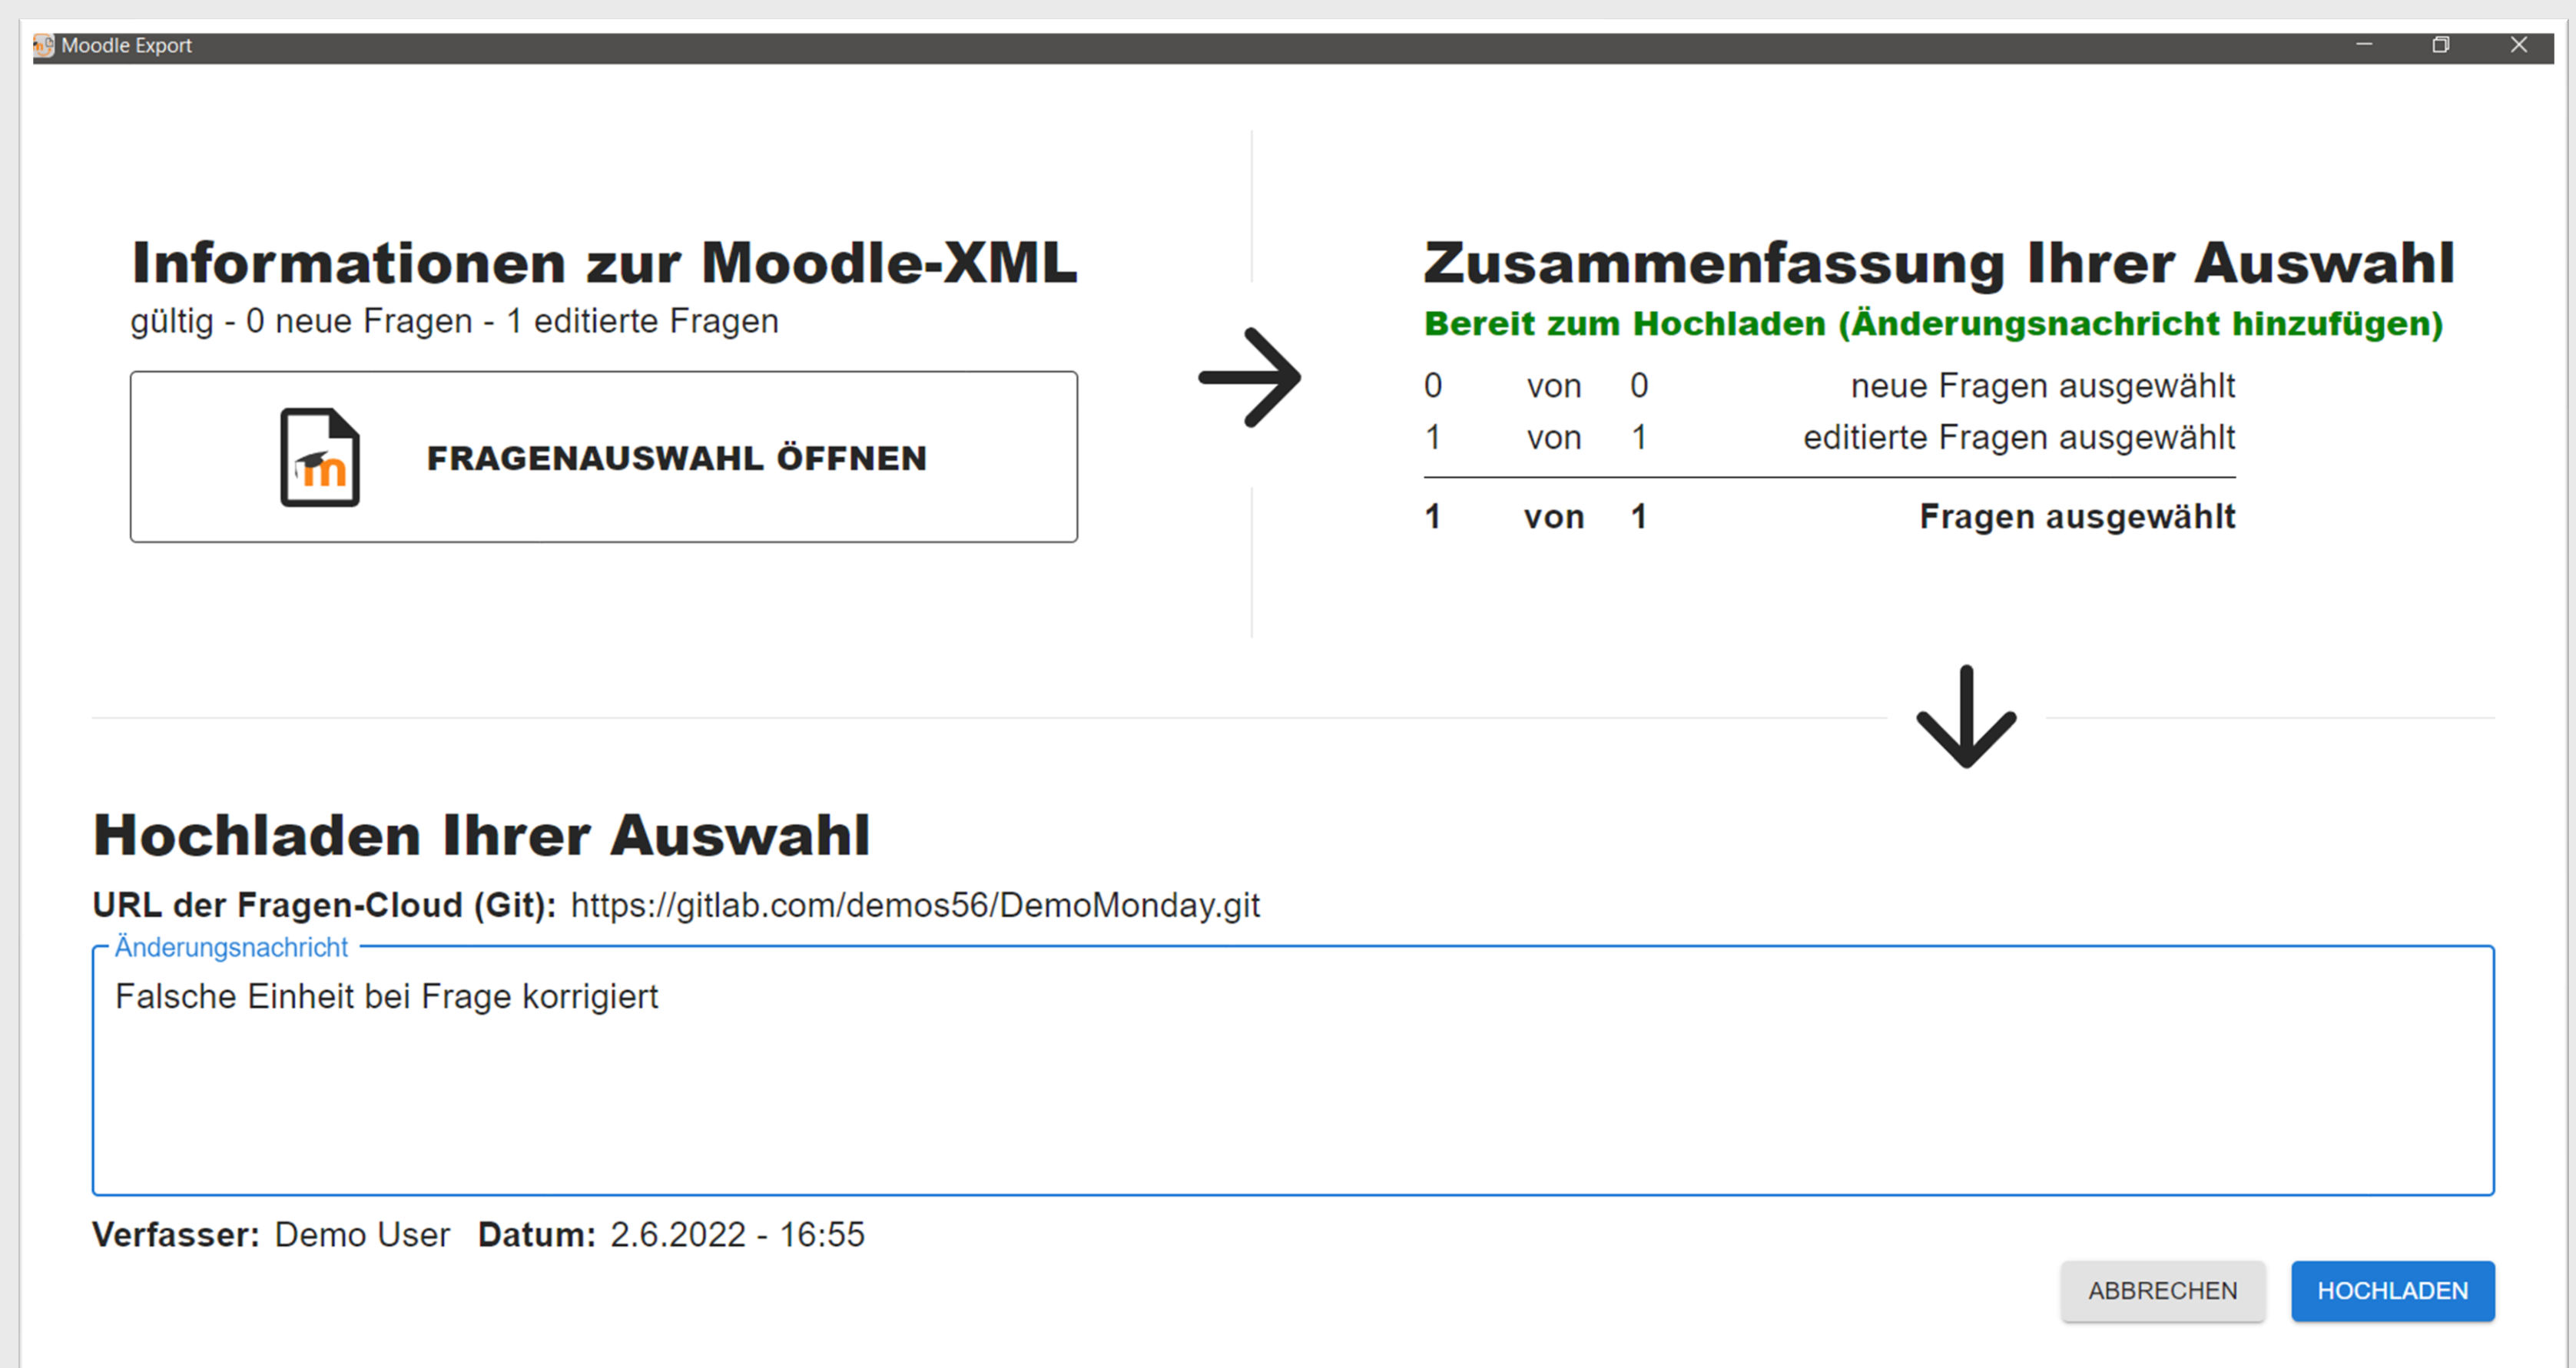 Moodle Export
Informationen zur Moodle-XML
gültig - 0 neue Fragen - 1 editierte Fragen
m
FRAGENAUSWAHL ÖFFNEN
Zusammenfassung Ihrer Auswahl
Bereit zum Hochladen (Änderungsnachricht hinzufügen)
0 von 0 neue Fragen ausgewählt
1 von 1 editierte Fragen ausgewählt
1 von 1 Fragen ausgewählt
Hochladen Ihrer Auswahl
URL der Fragen-Cloud (Git): https://gitlab.com/demos56/DemoMonday.git
Änderungsnachricht
Falsche Einheit bei Frage korrigiert
Verfasser: Demo User Datum: 2.6.2022 - 16:55
ABBRECHEN HOCHLADEN